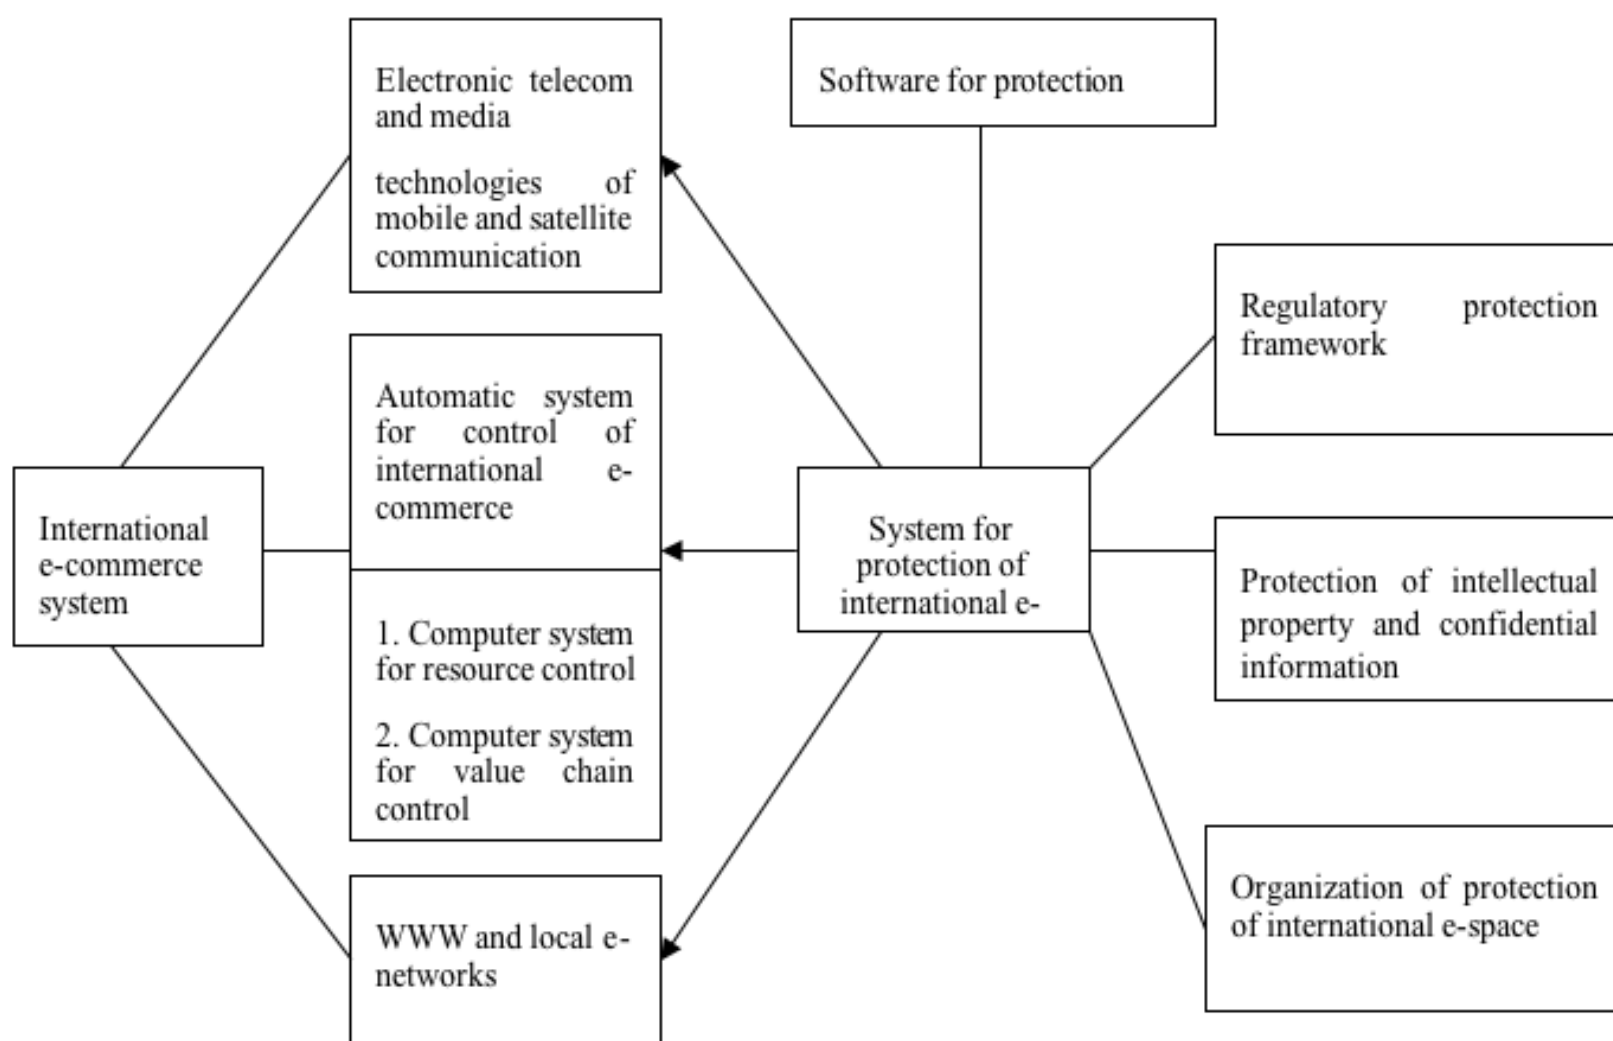 Electronic telecom
and media
technologies of
mobile and satellite
communication
Software for protection
Regulatory protection
framework
Automatic system
for control of
international e-
commerce
International
e-commerce
system
System for
protection of
international e-
Protection of intellectual
property and confidential
information
1. Computer system
for resource control
2. Computer system
for value chain
control
Organization of protection
of international e-space
WWW and local e-
networks